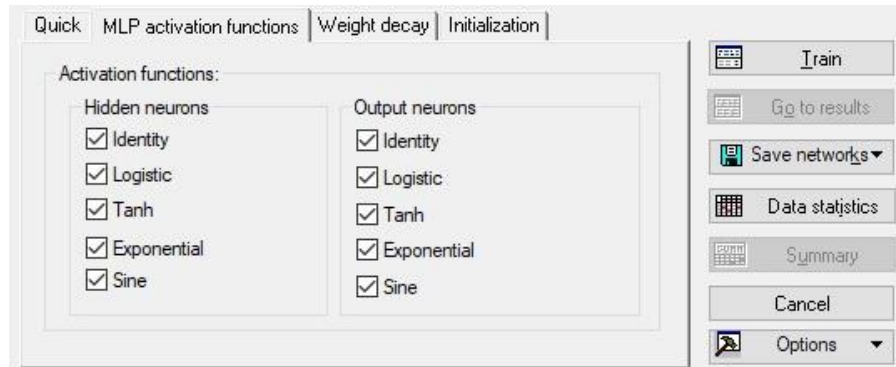 Quick MLP activation functions Weight decay Initialization
Activation functions:
Hidden neurons
Identity
Logistic
Tanh
Exponential
Sine
Output neurons
Identity
Logistic
Tanh
Exponential
Sine
Train
Go to results
Save networks
Data statistics
Summary
Cancel
Options